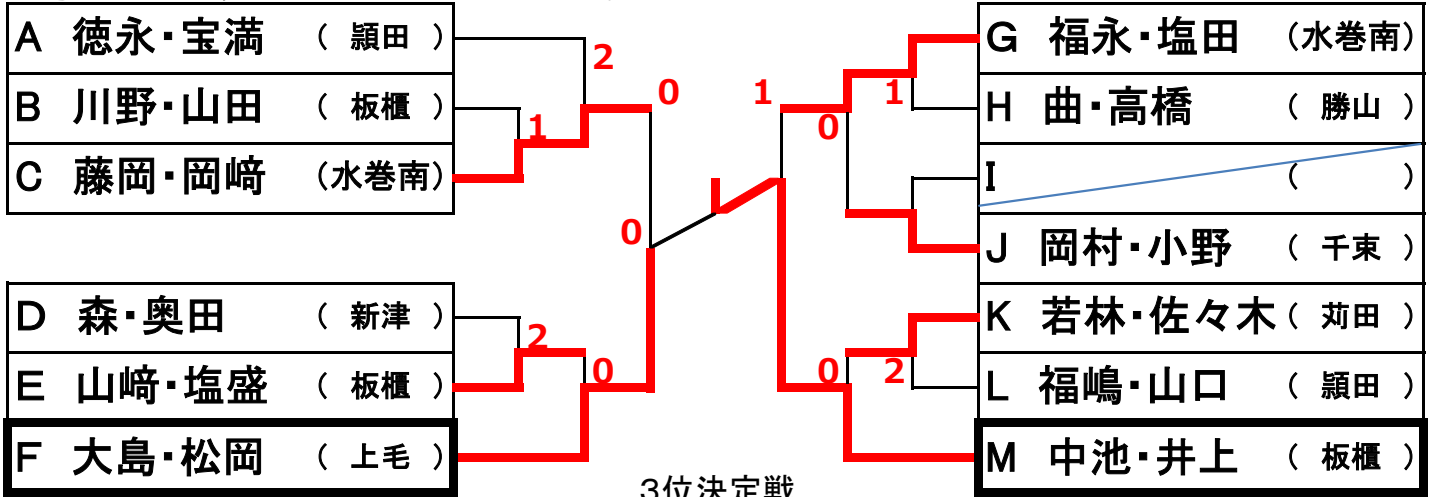 A 徳永・宝満 ( 頴田 )
B 川野・山田 ( 板櫃 )
C 藤岡・岡﨑 (水巻南)
D 森・奥田 ( 新津 )
E 山﨑・塩盛 ( 板櫃 )
F 大島・松岡 ( 上毛 )
2
0
1
0
2
0
1
1
0
0
2
G 福永・塩田 (水巻南)
H 曲・高橋 ( 勝山 )
I ( )
J 岡村・小野 ( 千束 )
K 若林・佐々木 ( 苅田 )
L 福嶋・山口 ( 頴田 )
M 中池・井上 ( 板櫃 )
3位決定戦